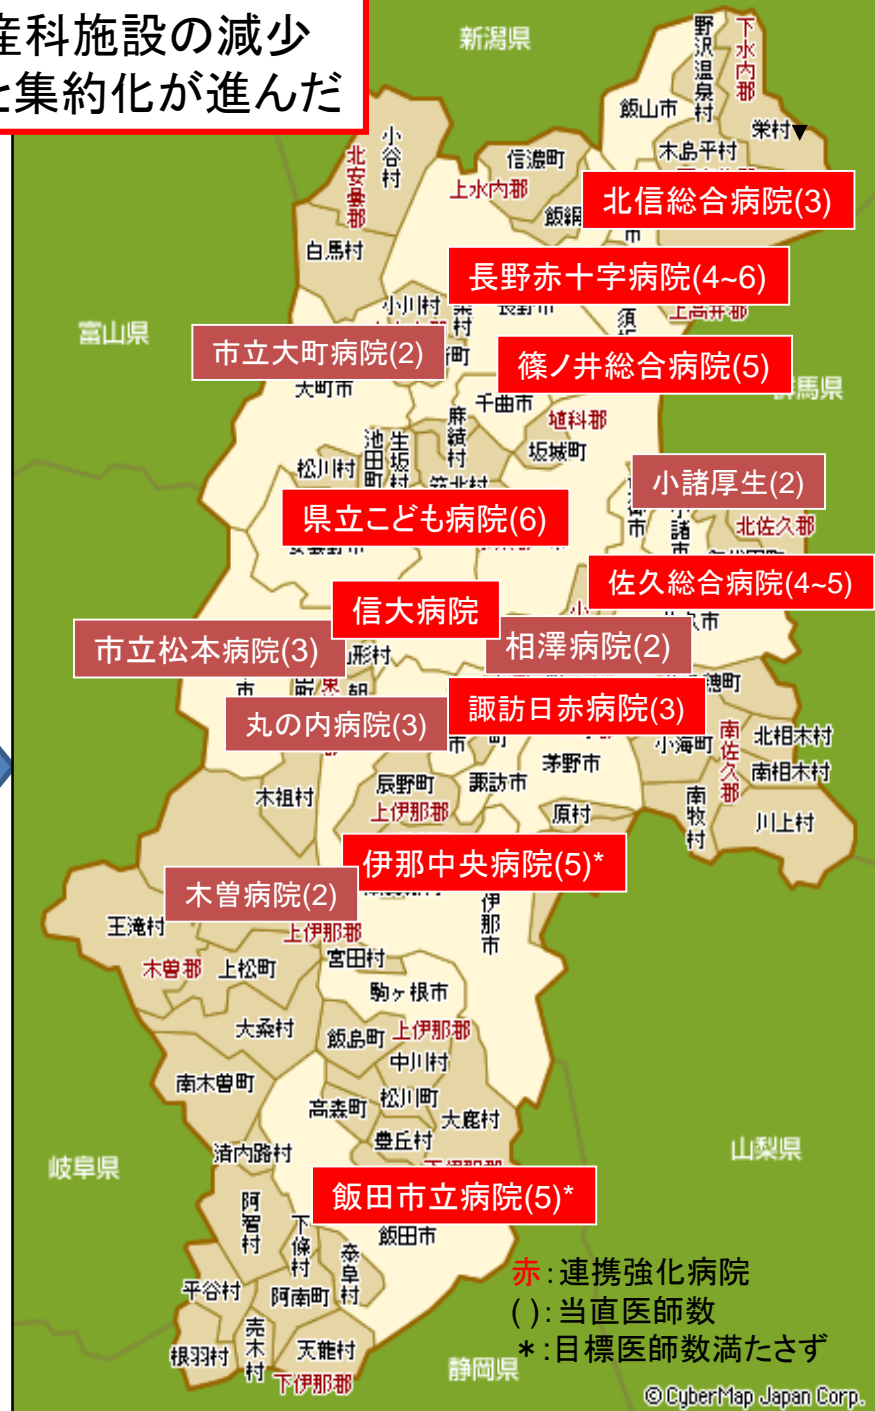 産科施設の減少
と集約化が進んだ
新潟県
野沢温泉村
下水内郡
飯山市
栄村
小谷村
北安曇郡
信濃町
木島平村
上水内郡
北信総合病院(3)
白馬村
長野赤十字病院(4~6)
小川村
上高井郡
富山県
市立大町病院(2)
篠ノ井総合病院(5)
大町市
千曲市
群馬県
麻績村
埴科郡
池田町
生坂村
坂城町
松川村
小諸厚生(2)
県立こども病院(6)
小諸市
北佐久郡
佐久総合病院(4~5)
信大病院
市立松本病院(3)
相澤病院(2)
諏訪日赤病院(3)
丸の内病院(3)
小海町
南佐久郡
北相木村
茅野市
南相木村
辰野町
諏訪市
木祖村
上伊那郡
原村
南牧村
川上村
伊那中央病院(5)*
木曽病院(2)
伊那市
王滝村
上伊那郡
宮田村
木曽郡
上松町
駒ヶ根市
大桑村
飯島町
上伊那郡
中川村
南木曽町
高森町
松川町
大鹿村
豊丘村
清内路村
山梨県
岐阜県
飯田市立病院(5)*
阿智村
下條村
飯田市
泰阜村
平谷村
阿南町
赤:連携強化病院
( ):当直医師数
*:目標医師数満たさず
売木村
根羽村
天龍村
静岡県
下伊那郡
©CyberMap Japan Corp.